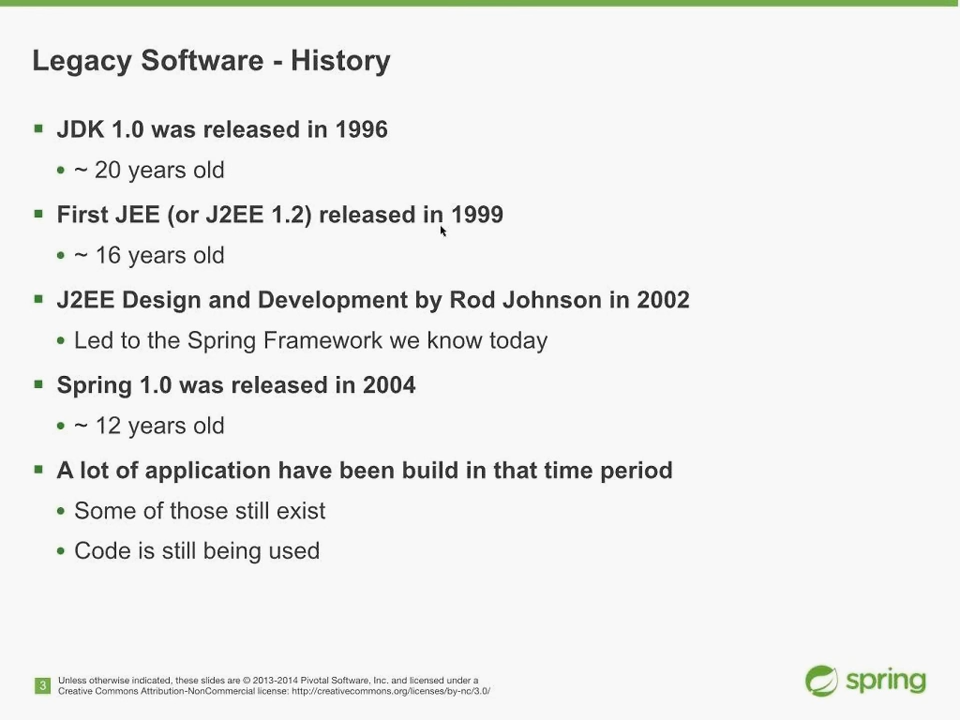 Legacy Software - History
JDK 1.0 was released in 1996
~ 20 years old
First JEE (or J2EE 1.2) released in 1999
~ 16 years old
J2EE Design and Development by Rod Johnson in 2002
Led to the Spring Framework we know today
Spring 1.0 was released in 2004
~ 12 years old
A lot of application have been build in that time period
Some of those still exist
Code is still being used
3
Unless otherwise indicated, these slides are © 2013-2014 Pivotal Software, Inc. and licensed under a
Creative Commons Attribution-NonCommercial license: http://creativecommons.org/licenses/by-nc/3.0/
spring